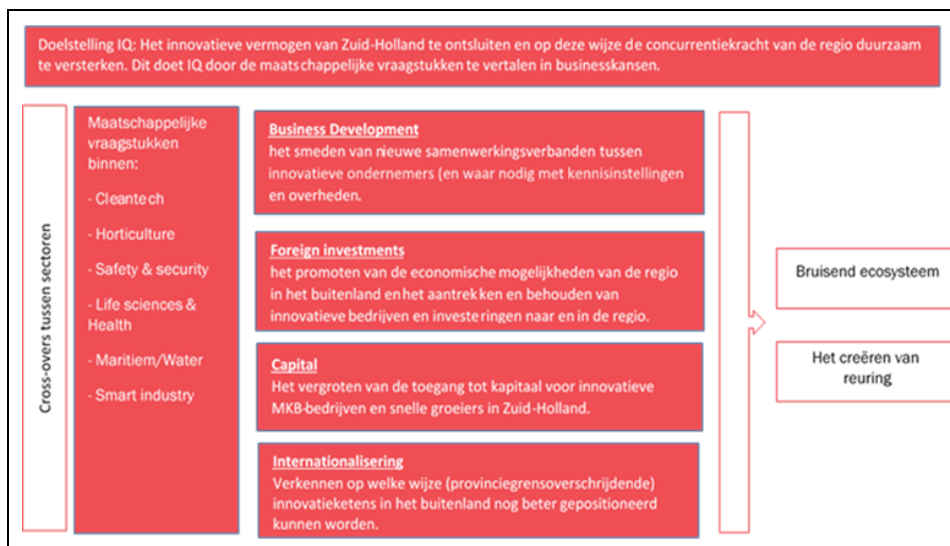 Doelstelling IQ: Het innovatieve vermogen van Zuid-Holland te ontsluiten en op deze wijze de concurrentiekracht van de regio duurzaam
te versterken. Dit doet IQ door de maatschappelijke vraagstukken te vertalen in businesskansen.
Cross-overs tussen sectoren
Maatschappelijke
vraagstukken
binnen:
- Cleantech
- Horticulture
- Safety & security
- Life sciences &
Health
- Maritiem/Water
- Smart industry
Business Development
het smeden van nieuwe samenwerkingsverbanden tussen
innovatieve ondernemers (en waar nodig met kennisinstellingen
en overheden.
Foreign investments
het promoten van de economische mogelijkheden van de regio
in het buitenland en het aantrekken en behouden van
innovatieve bedrijven en investeringen naar en in de regio.
Capital
Het vergroten van de toegang tot kapitaal voor innovatieve
MKB-bedrijven en snelle groeiers in Zuid-Holland.
Internationalisering
Verkennen op welke wijze (provinciegrensoverschrijdende)
innovatieketens in het buitenland nog beter gepositioneerd
kunnen worden.
Bruisend ecosysteem
Het creëren van
reuring